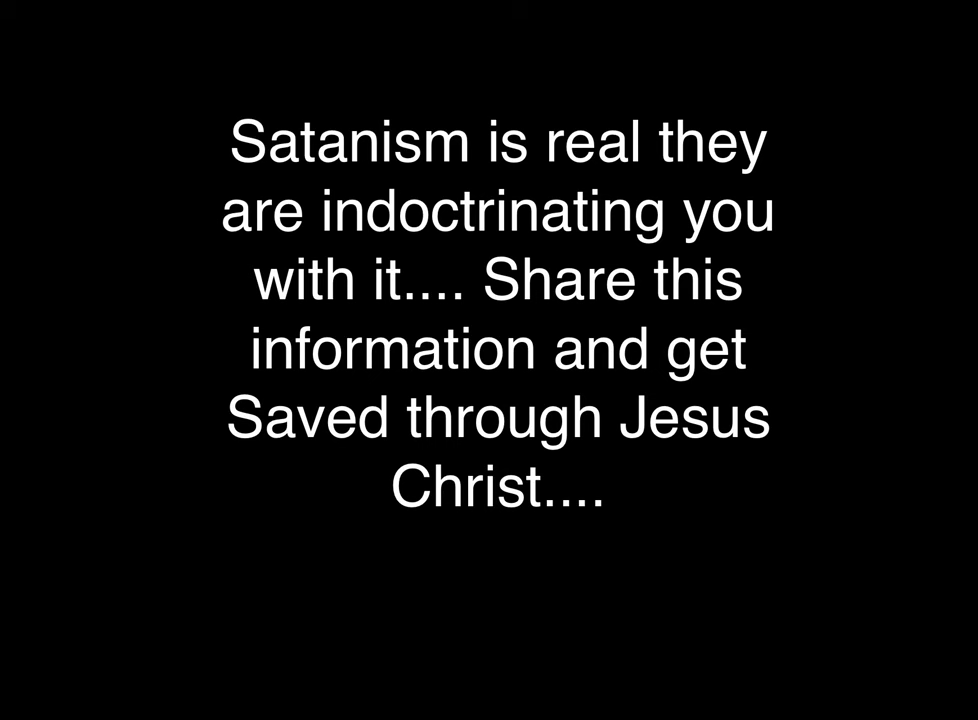 Satanism is real they
are indoctrinating you
with it.... Share this
information and get
Saved through Jesus
Christ....